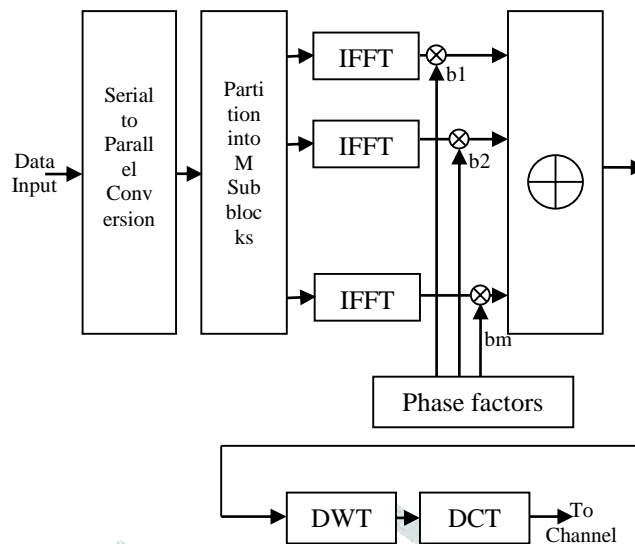 Data
Input
Serial
to
Parall
el
Conv
ersion
Parti
tion
into
M
Sub
bloc
ks
IFFT
b1
IFFT
b2
IFFT
bm
Phase factors
DWT
DCT
To
Channel